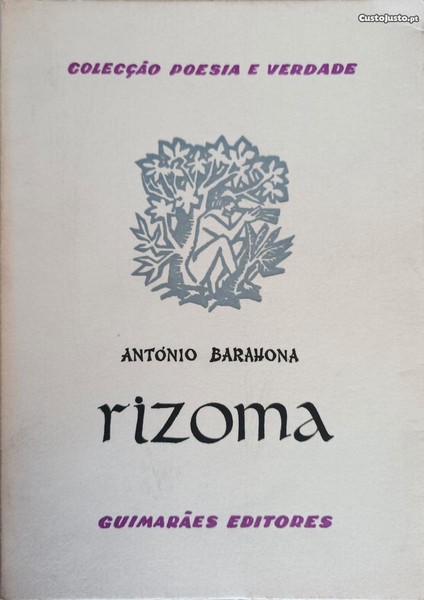 CustoJusto.pt
COLECÇÃO POESIA E VERDADE
ANTÓNIO BARAHONA
rizoma
GUIMARÃES EDITORES